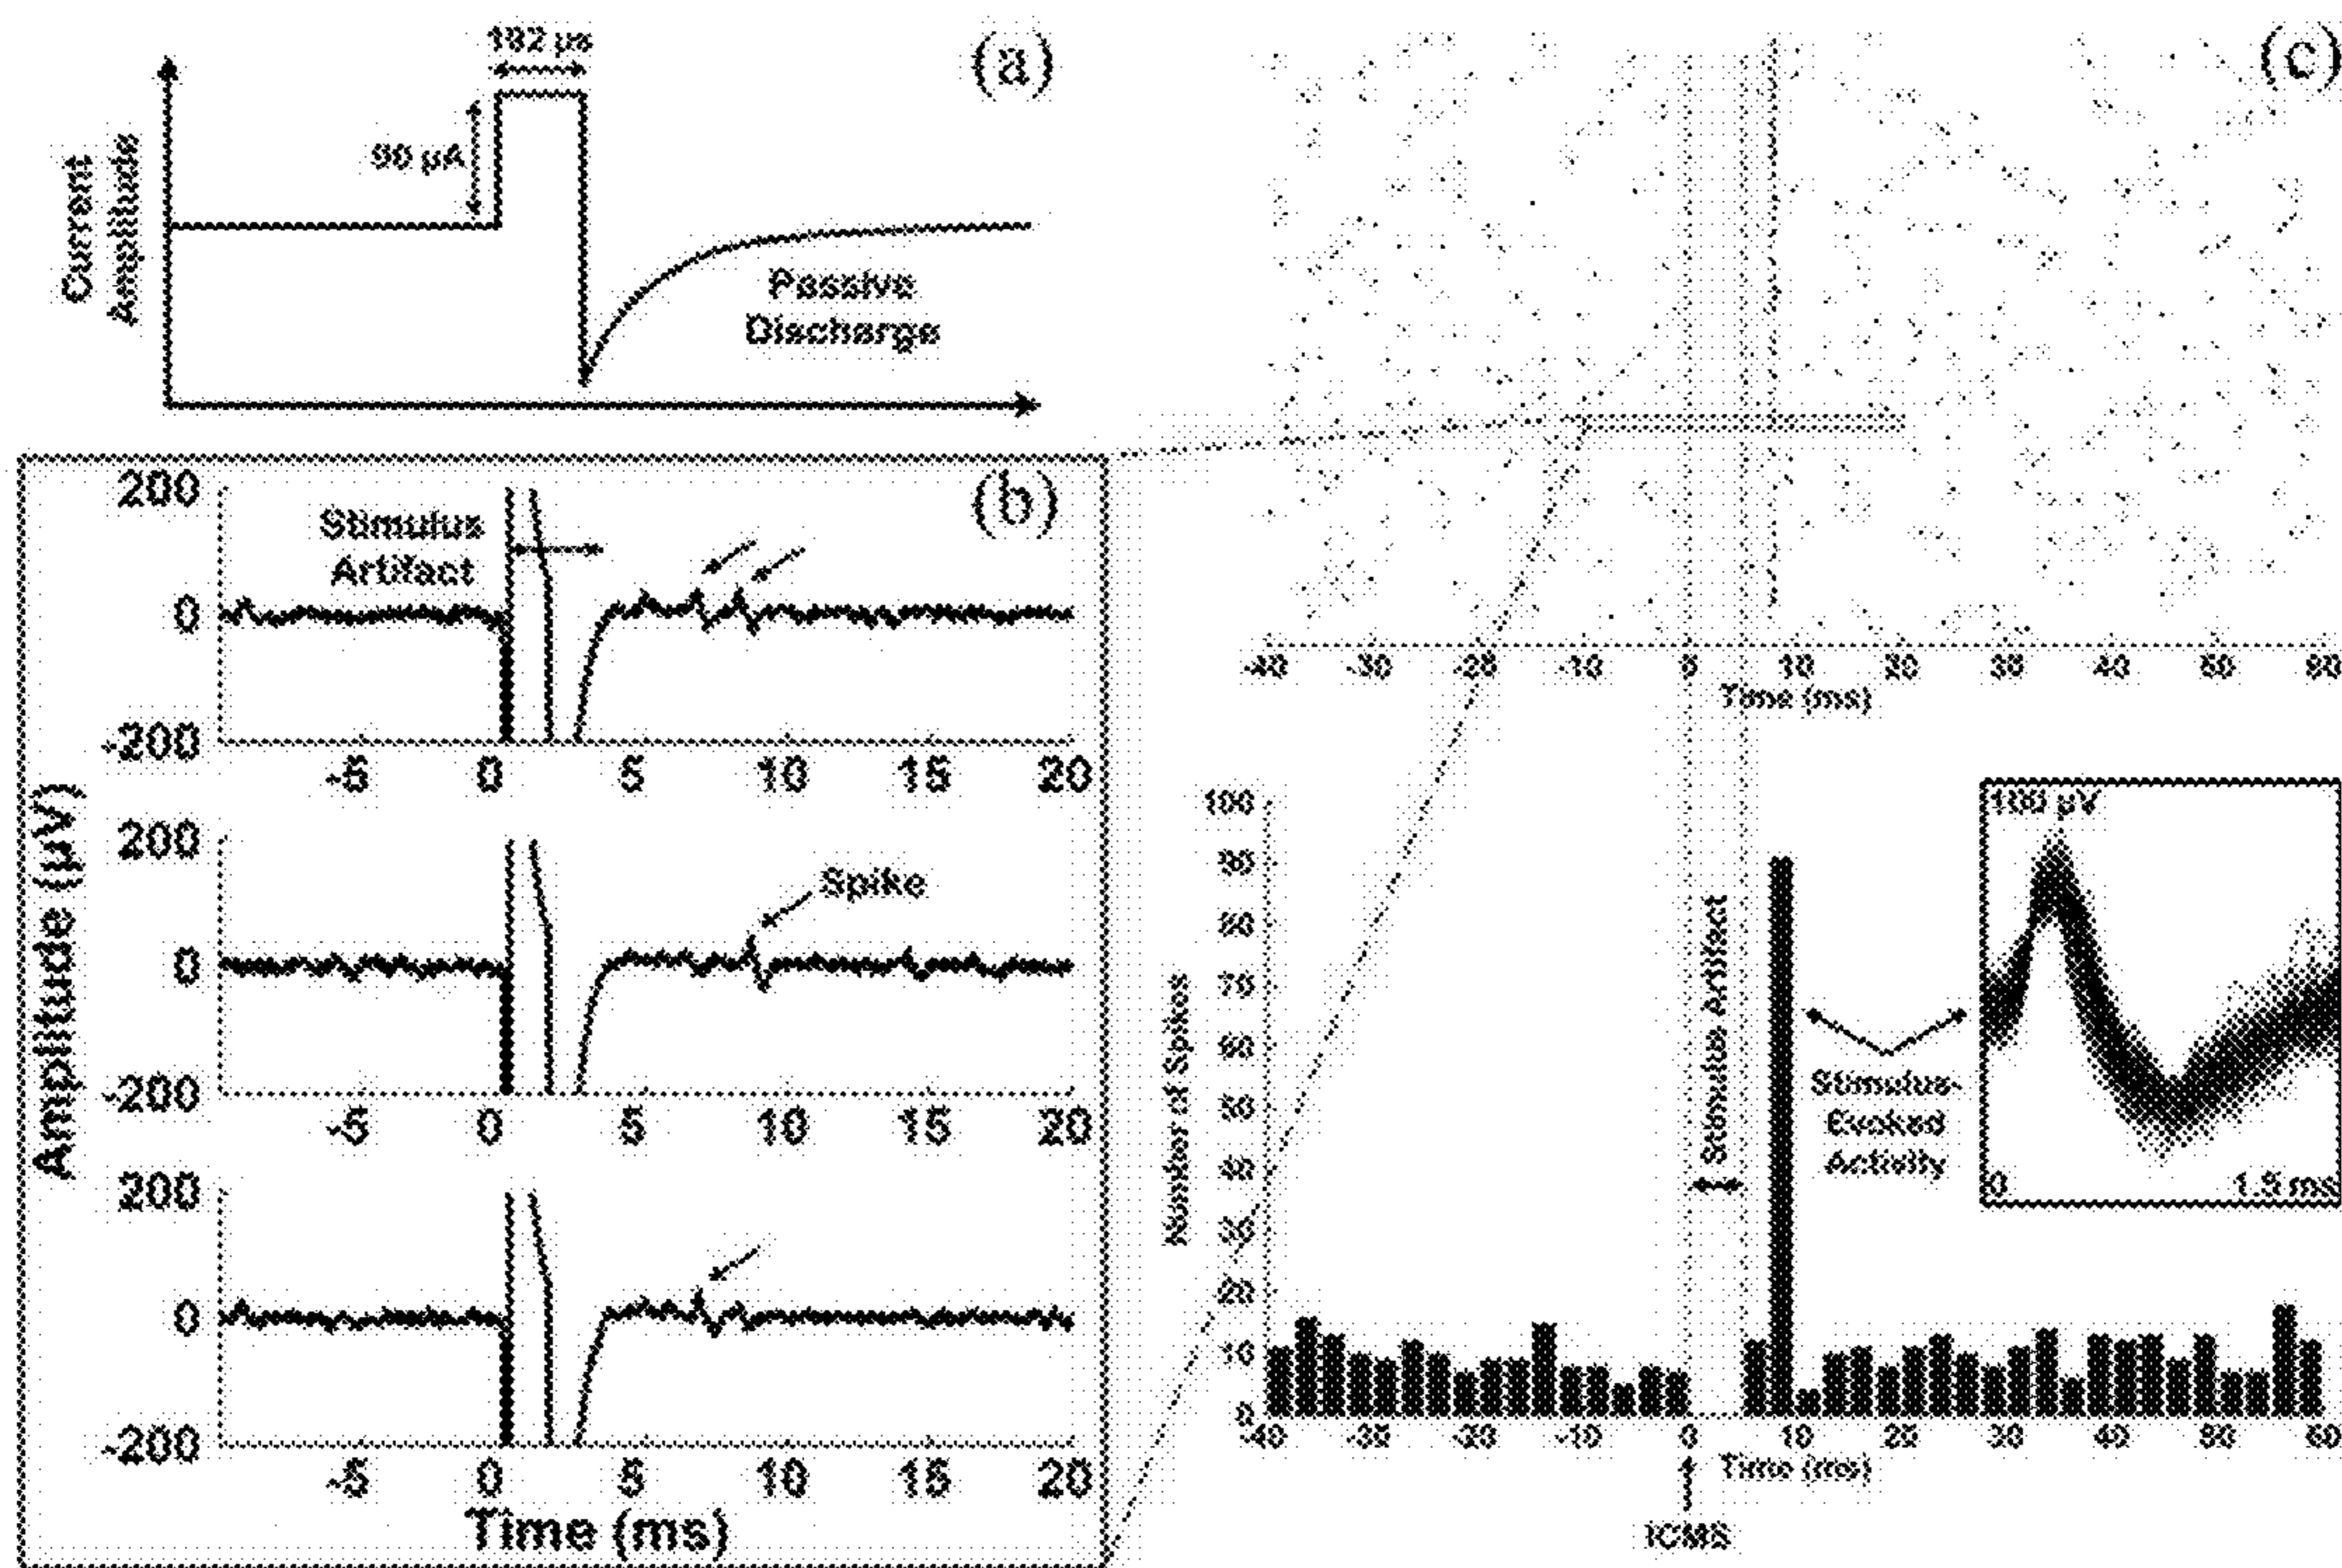 (a)
µs
µA
Current
Amplitude
Passive
Discharge
(b)
Amplitude (µV)
200
Stimulus
Artifact
0
-200
-5 0 5 10 15 20
200
Spike
0
-200
-5 0 5 10 15 20
200
0
-200
-5 0 5 10 15 20
Time (ms)
(c)
-40 -30 -20 -10 0 10 20 30 40 50 60
Time (ms)
Number of Spikes
100
90
80
70
60
50
40
30
20
10
0
Stimulus Artifact
Stimulus-
Evoked
Activity
100 µV
0 1.5 ms
-40 -30 -20 -10 0 10 20 30 40 50 60
Time (ms)
ICMS